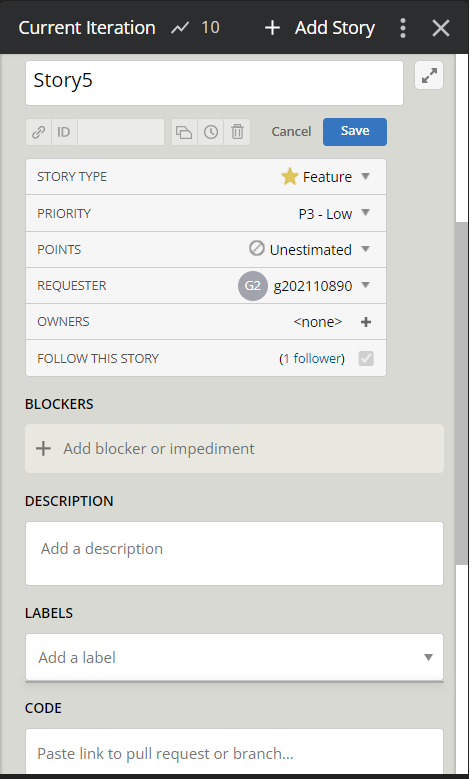 Current Iteration 10 + Add Story
Story5
ID Cancel Save
STORY TYPE Feature
PRIORITY P3 - Low
POINTS Unestimated
REQUESTER G2 g202110890
OWNERS <none> +
FOLLOW THIS STORY (1 follower)
BLOCKERS
+ Add blocker or impediment
DESCRIPTION
Add a description
LABELS
Add a label
CODE
Paste link to pull request or branch...